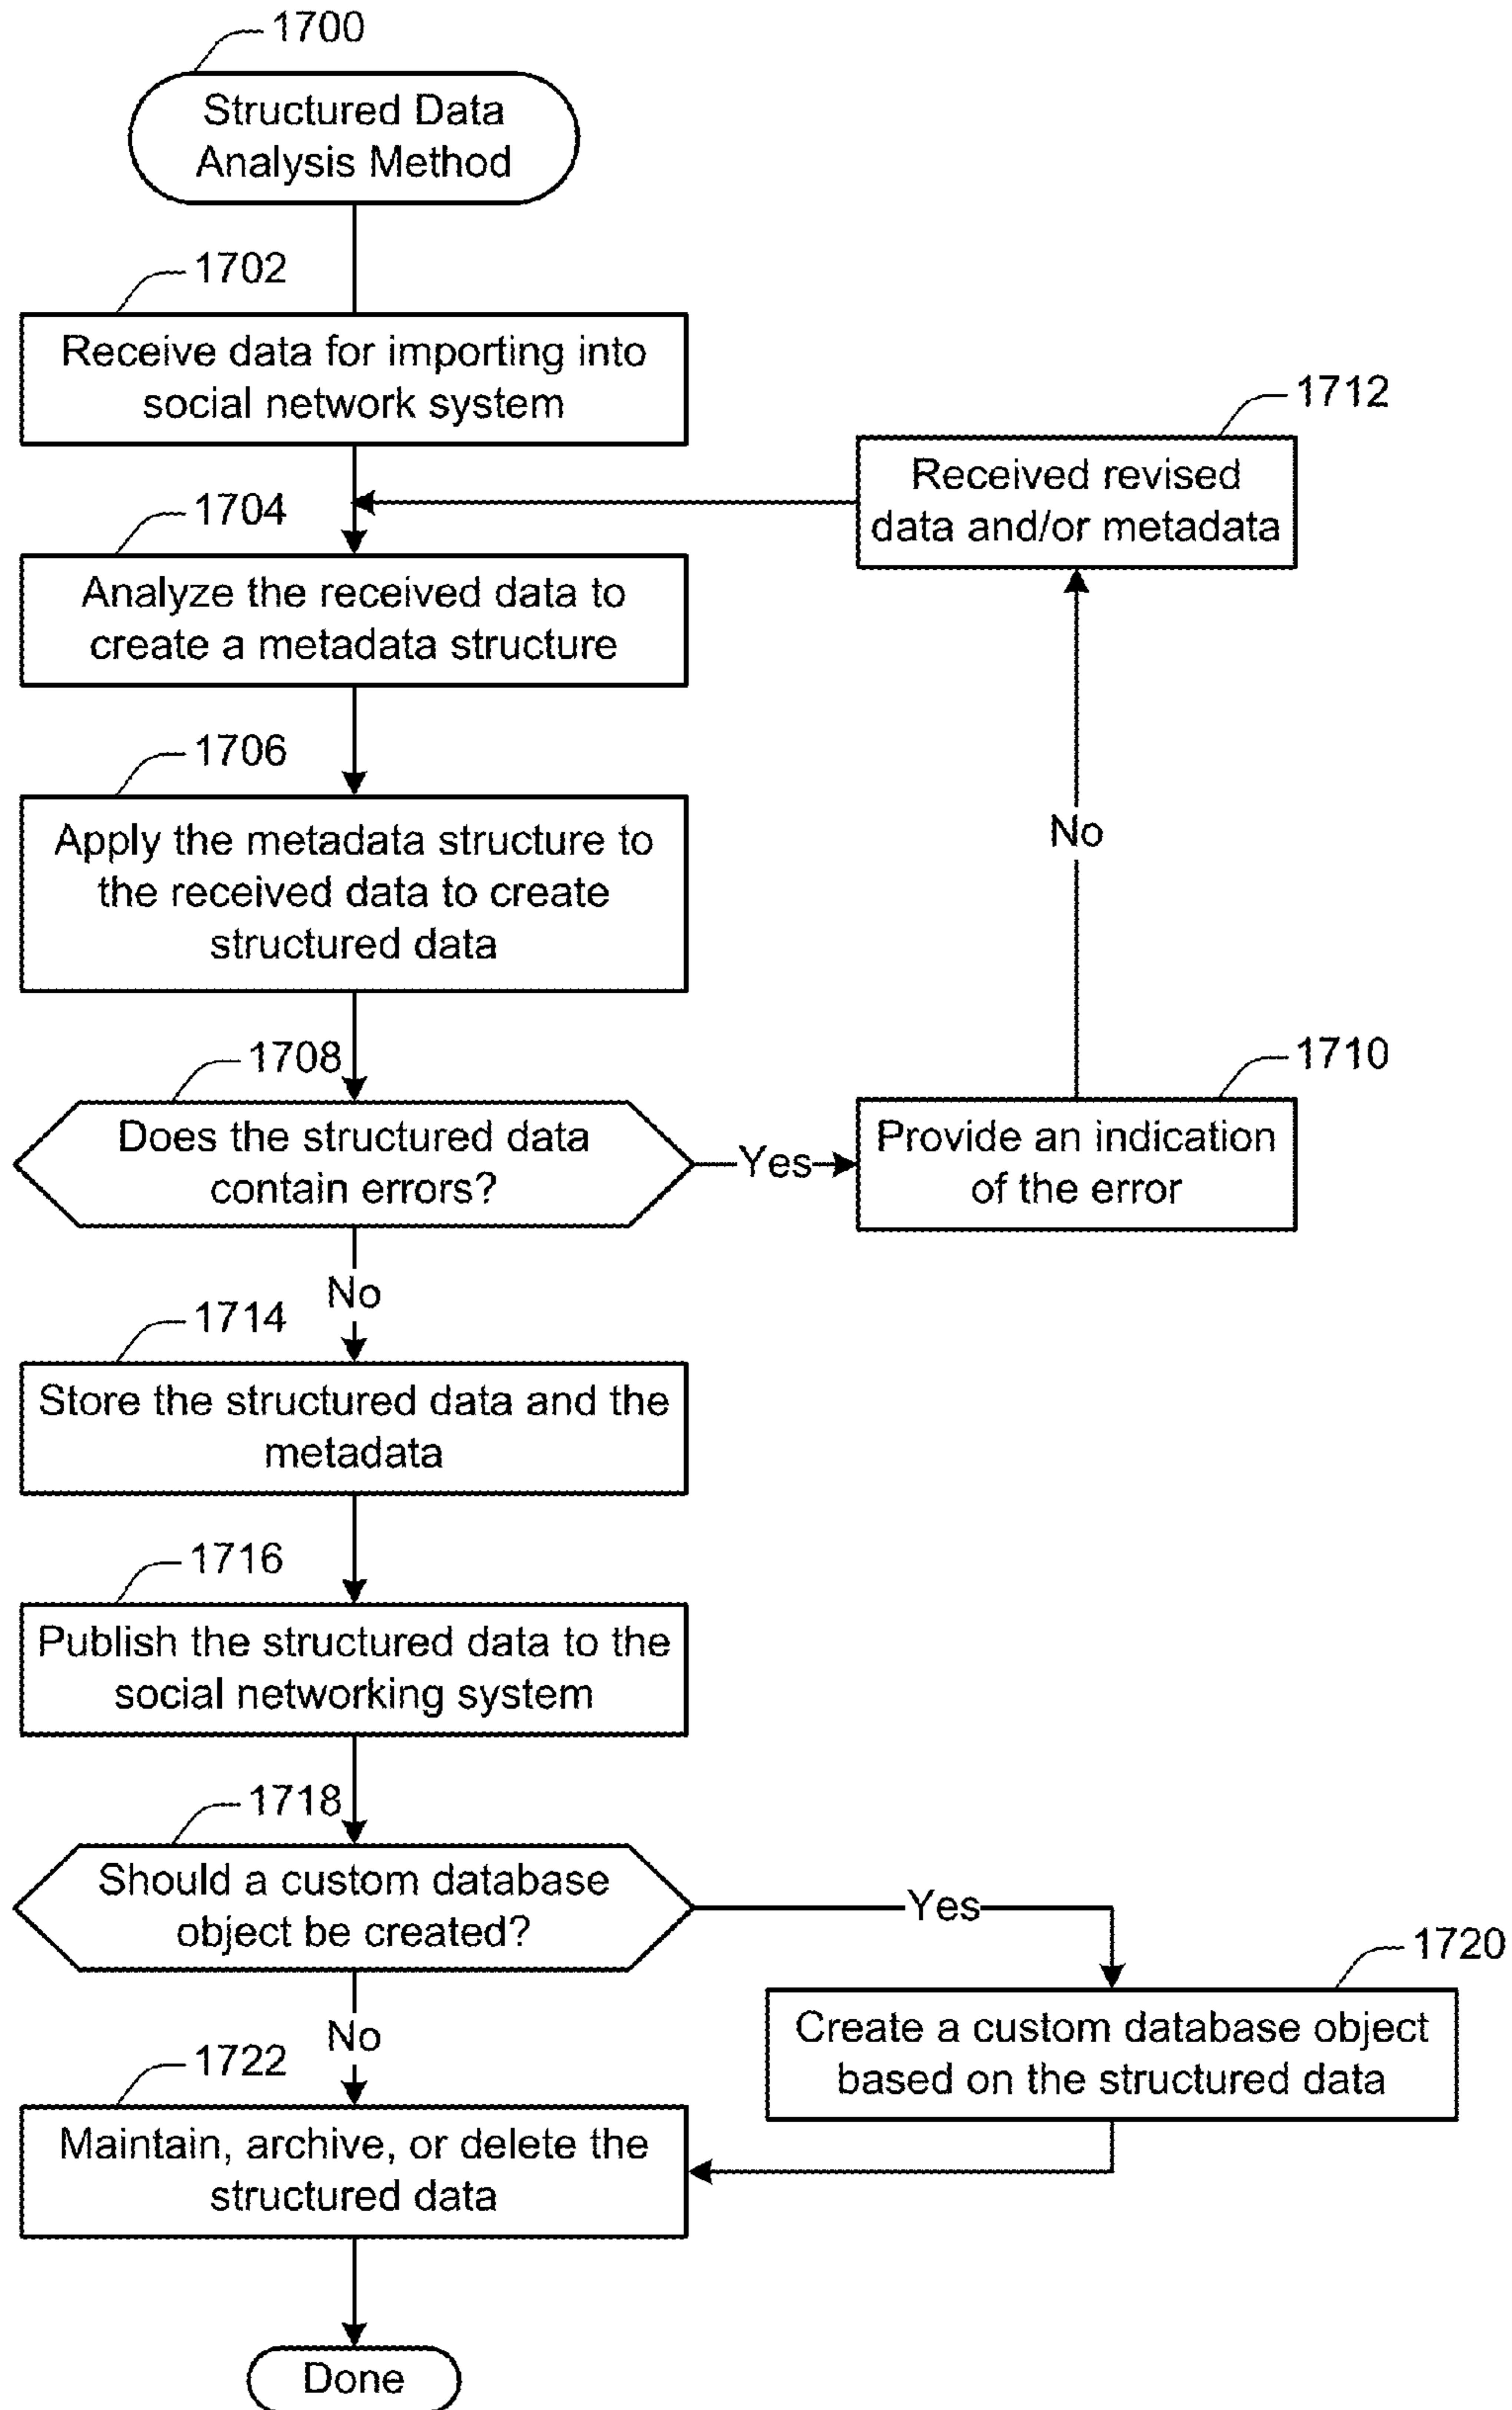 1700
Structured Data
Analysis Method
1702
Receive data for importing into
social network system
1712
Received revised
data and/or metadata
1704
Analyze the received data to
create a metadata structure
1706
Apply the metadata structure to
the received data to create
structured data
No
1708
Does the structured data
contain errors?
Yes
1710
Provide an indication
of the error
No
1714
Store the structured data and the
metadata
1716
Publish the structured data to the
social networking system
1718
Should a custom database
object be created?
Yes
1720
Create a custom database object
based on the structured data
No
1722
Maintain, archive, or delete the
structured data
Done